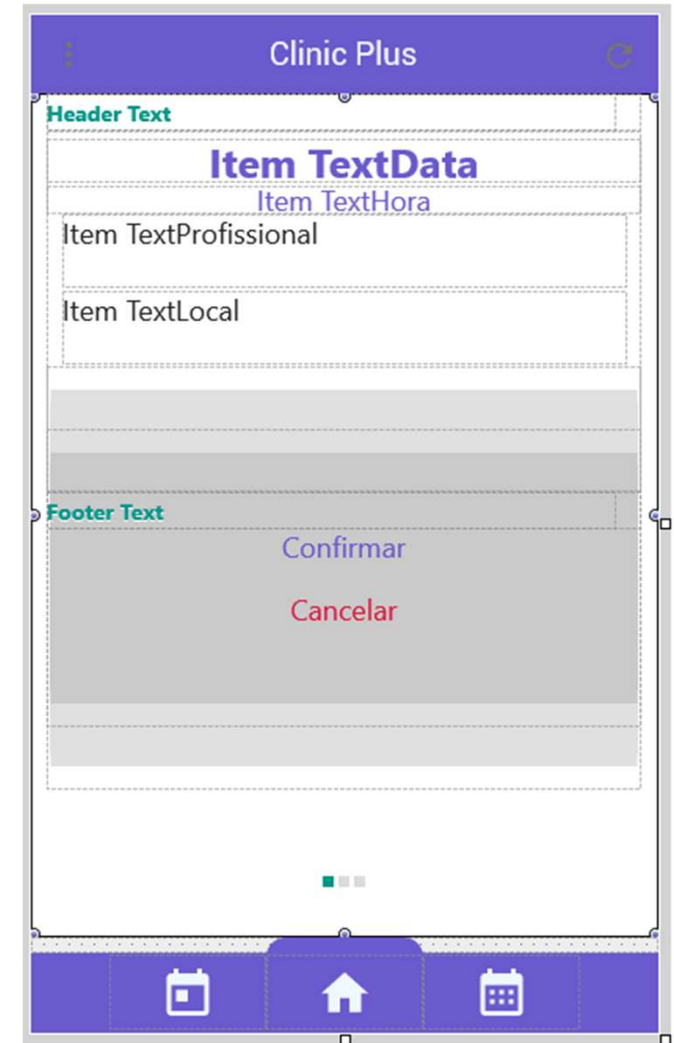 Clinic Plus
Header Text
Item TextData
Item TextHora
Item TextProfissional
Item TextLocal
Footer Text
Confirmar
Cancelar